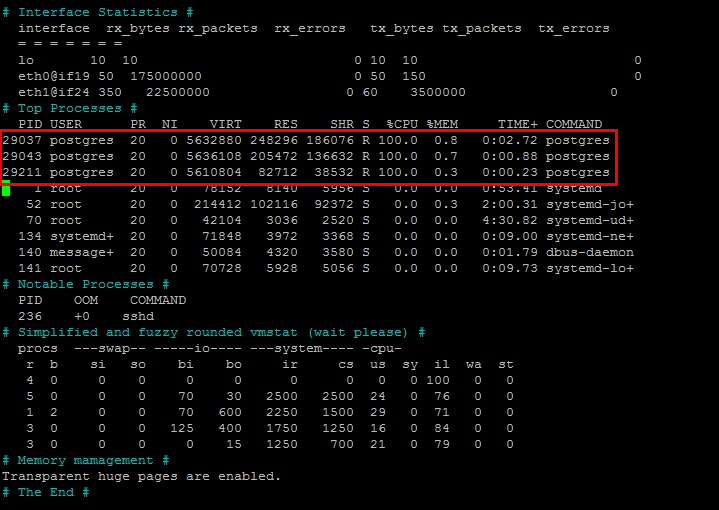 # Interface Statistics #
interface rx_bytes rx_packets rx_errors tx_bytes tx_packets tx_errors
= = = = = = =
lo 10 10 0 10 10 0
eth0@if19 50 175000000 0 50 150 0
eth1@if24 350 22500000 0 60 3500000 0
# Top Processes #
PID USER PR NI VIRT RES SHR S %CPU %MEM TIME+ COMMAND
29037 postgres 20 0 5632880 248296 186076 R 100.0 0.8 0:02.72 postgres
29043 postgres 20 0 5636108 205472 136632 R 100.0 0.7 0:00.88 postgres
29211 postgres 20 0 5610804 82712 38532 R 100.0 0.3 0:00.23 postgres
1 root 20 0 78152 8140 5956 S 0.0 0.0 0:53.41 systemd
52 root 20 0 214412 102116 92372 S 0.0 0.3 2:00.31 systemd-jo+
70 root 20 0 42104 3036 2520 S 0.0 0.0 4:30.82 systemd-ud+
134 systemd+ 20 0 71848 3972 3368 S 0.0 0.0 0:09.00 systemd-ne+
140 message+ 20 0 50084 4320 3580 S 0.0 0.0 0:01.79 dbus-daemon
141 root 20 0 70728 5928 5056 S 0.0 0.0 0:09.73 systemd-lo+
# Notable Processes #
PID OOM COMMAND
236 +0 sshd
# Simplified and fuzzy rounded vmstat (wait please) #
procs ---swap-- -----io---- ---system---- -cpu-
r b si so bi bo ir cs us sy il wa st
4 0 0 0 0 0 0 0 0 0 100 0 0
5 0 0 0 70 30 2500 2500 24 0 76 0 0
1 2 0 0 70 600 2250 1500 29 0 71 0 0
3 0 0 0 125 400 1750 1250 16 0 84 0 0
3 0 0 0 0 15 1250 700 21 0 79 0 0
# Memory mamagement #
Transparent huge pages are enabled.
# The End #